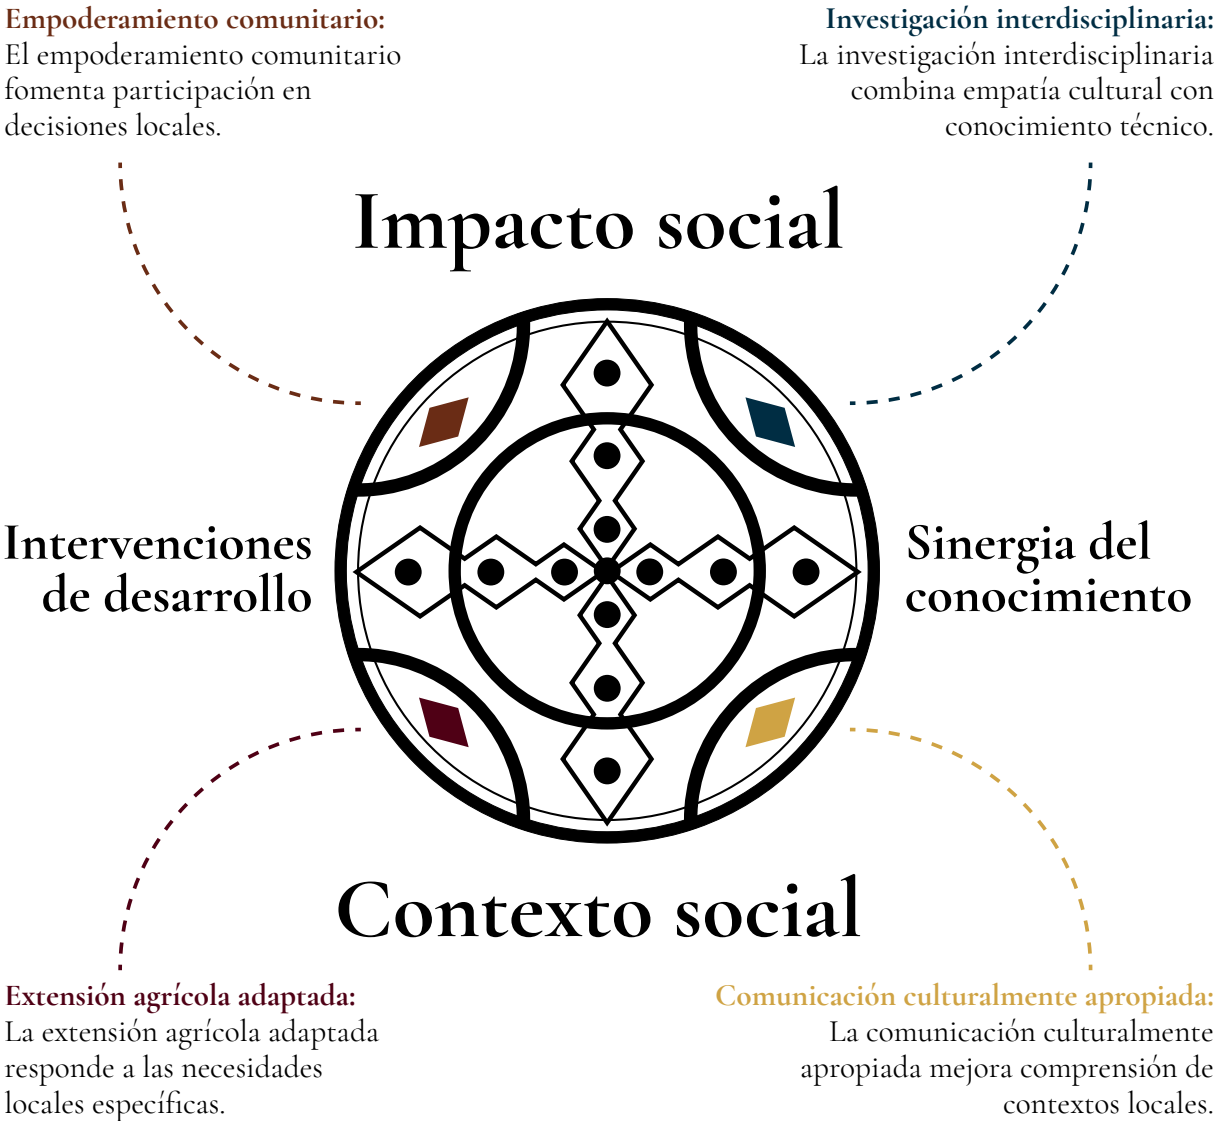 Empoderamiento comunitario:
El empoderamiento comunitario
fomenta participación en
decisiones locales.
Investigación interdisciplinaria:
La investigación interdisciplinaria
combina empatía cultural con
conocimiento técnico.
Impacto social
Intervenciones
de desarrollo
Sinergia del
conocimiento
Contexto social
Extensión agrícola adaptada:
La extensión agrícola adaptada
responde a las necesidades
locales específicas.
Comunicación culturalmente apropiada:
La comunicación culturalmente
apropiada mejora comprensión de
contextos locales.